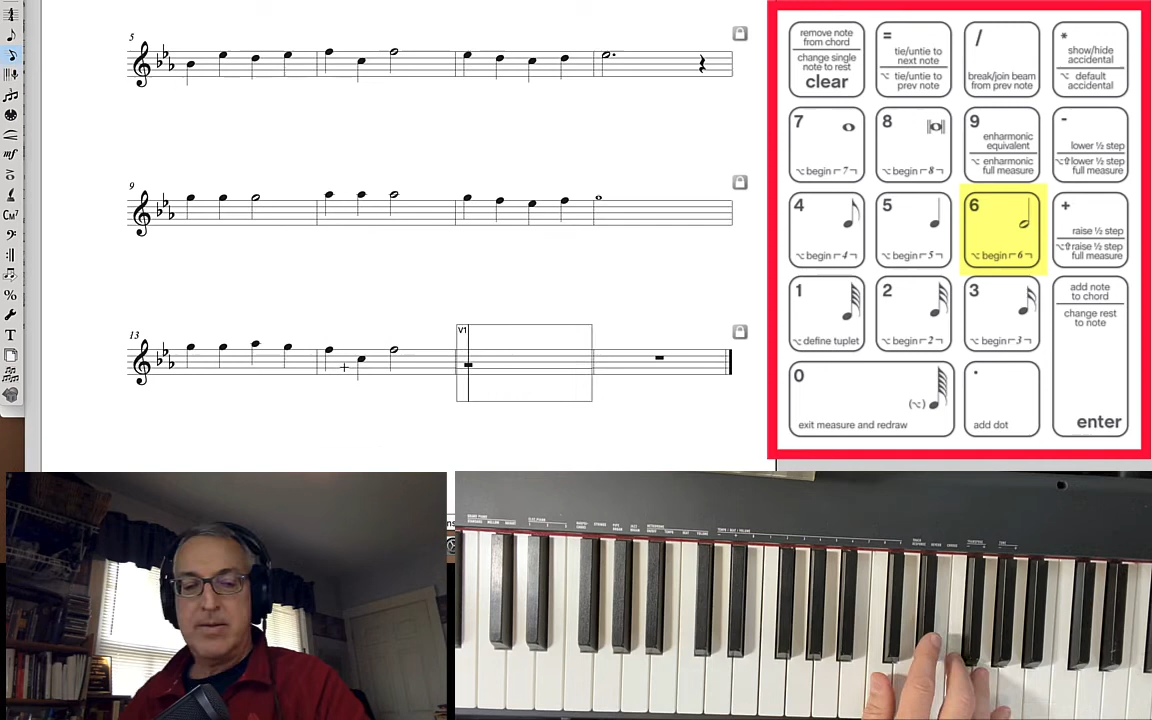 5
9
13
V1
mf
CM7
%
T
remove note
from chord
change single
note to rest
clear
=
tie/untie to
next note
⌥ tie/untie to
prev note
/
break/join beam
from prev note
*
show/hide
accidental
⌥ default
accidental
7
⌥ begin ⌐7¬
8
⌥ begin ⌐8¬
9
enharmonic
equivalent
⌥ enharmonic
full measure
-
lower ½ step
⌥⇧lower ½ step
full measure
4
⌥ begin ⌐4¬
5
⌥ begin ⌐5¬
6
⌥ begin ⌐6¬
+
raise ½ step
⌥⇧raise ½ step
full measure
1
⌥ define tuplet
2
⌥ begin ⌐2¬
3
⌥ begin ⌐3¬
add note
to chord
change rest
to note
enter
0
(⌥)
exit measure and redraw
.
add dot